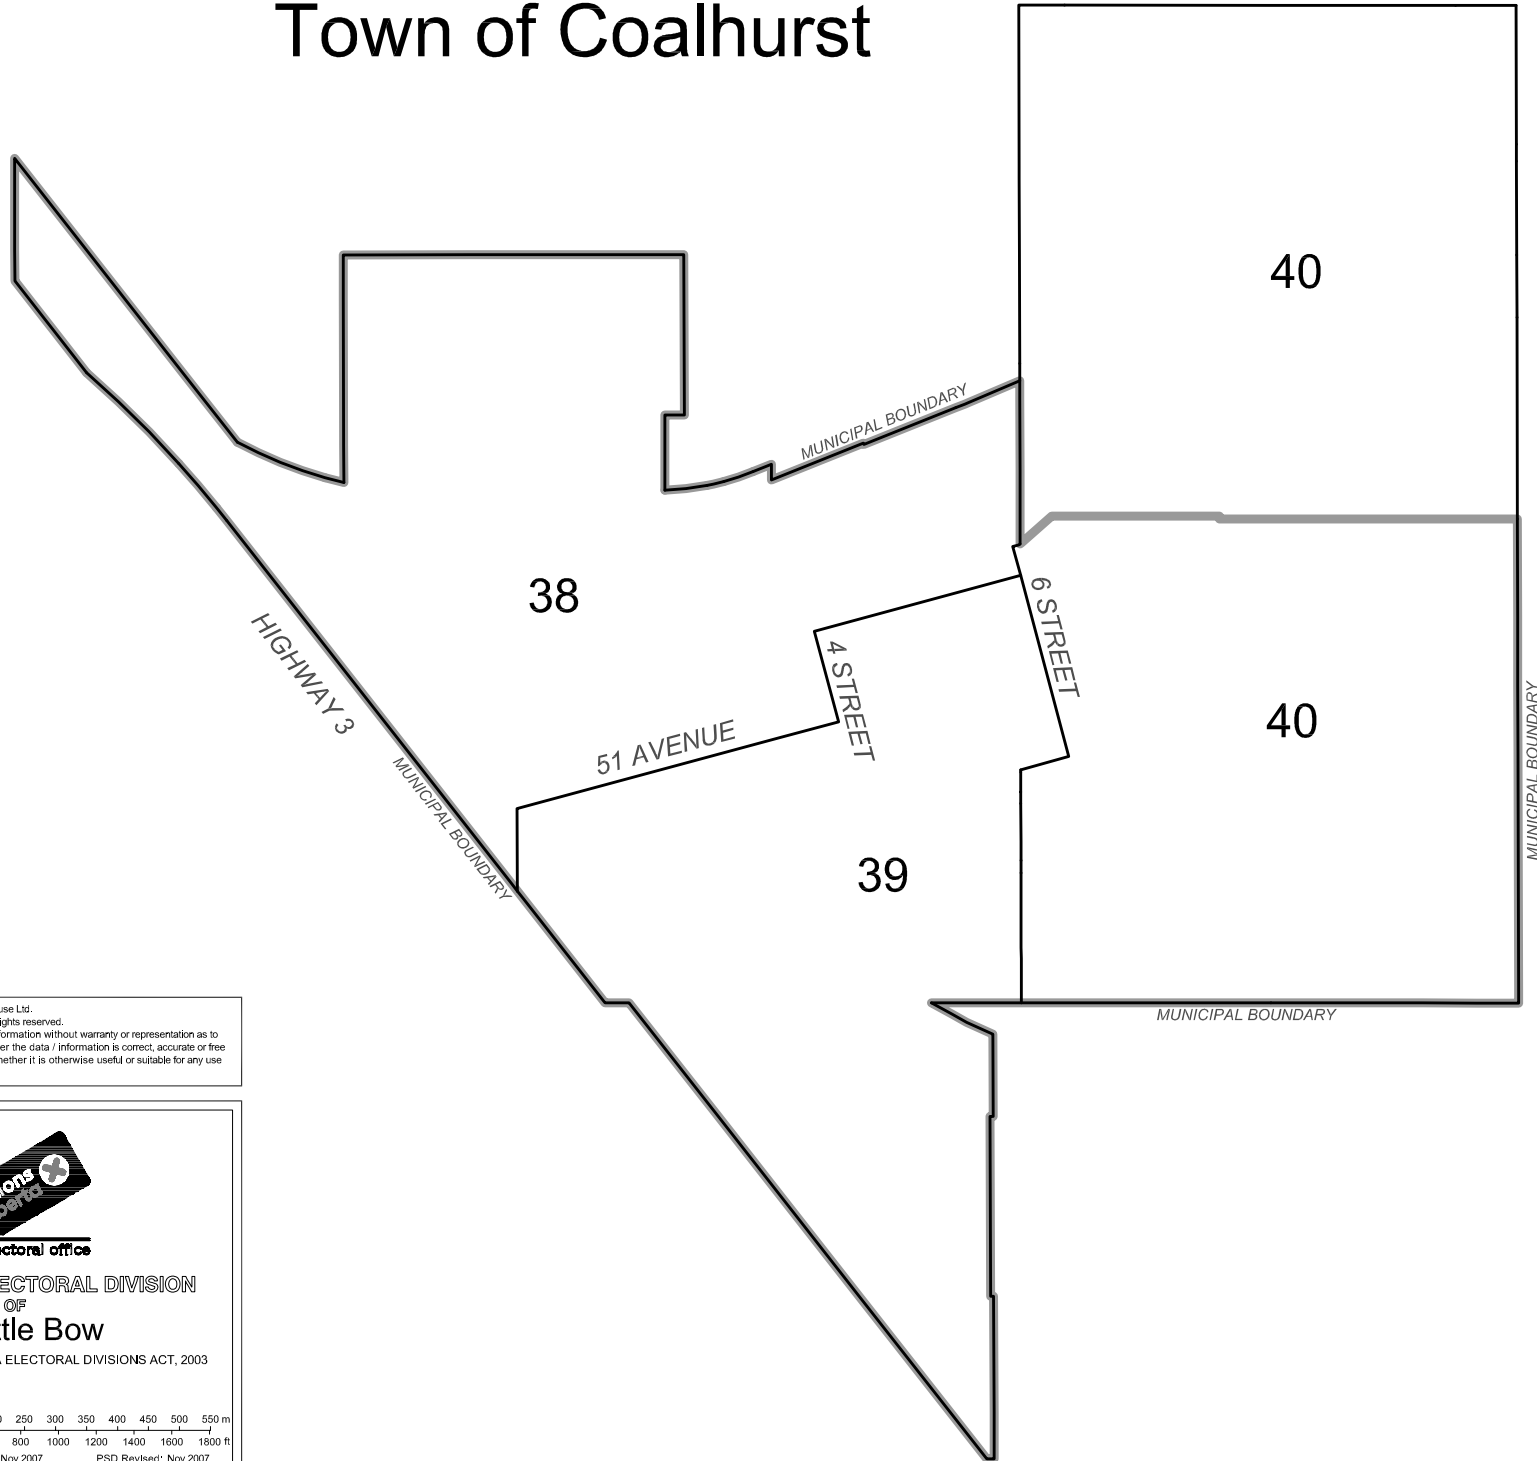 Town of Coalhurst
40
MUNICIPAL BOUNDARY
38
6 STREET
HIGHWAY 3
4 STREET
51 AVENUE
40
MUNICIPAL BOUNDARY
MUNICIPAL BOUNDARY
39
MUNICIPAL BOUNDARY
use Ltd.
ights reserved.
formation without warranty or representation as to
er the data / information is correct, accurate or free
hether it is otherwise useful or suitable for any use
ions
berta
ctoral office
ECTORAL DIVISION
OF
tle Bow
A ELECTORAL DIVISIONS ACT, 2003
0 250 300 350 400 450 500 550 m
800 1000 1200 1400 1600 1800 ft
Nov 2007 PSD Revised: Nov 2007